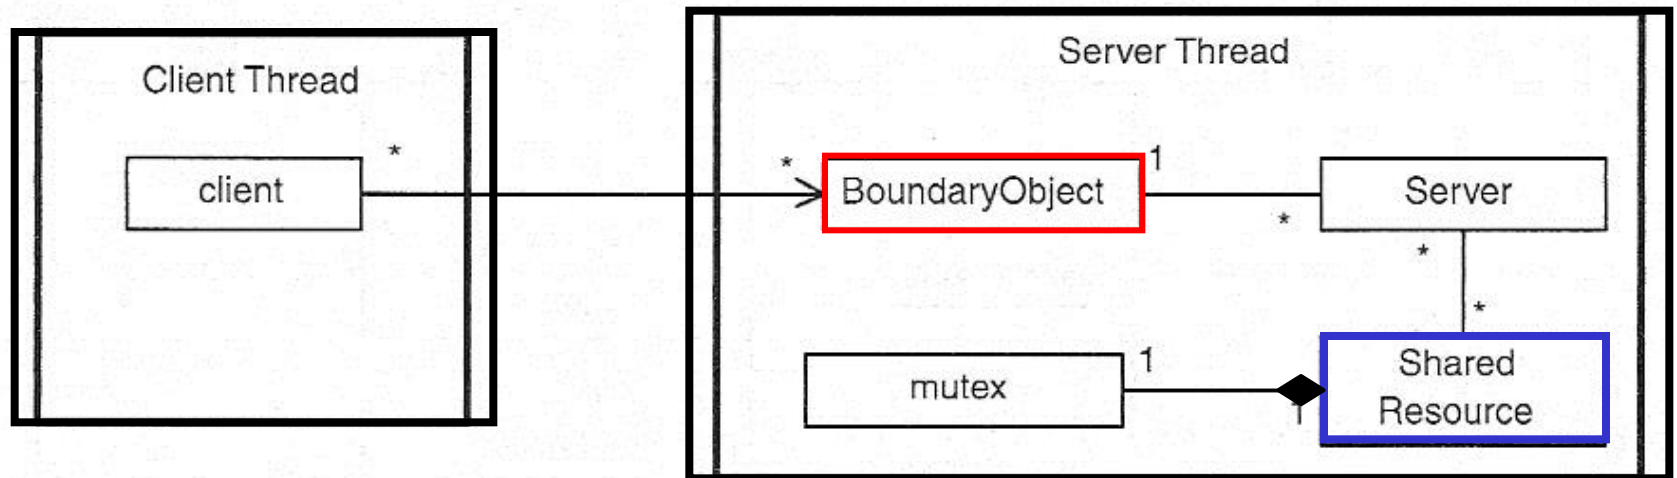 Client Thread
client
*
Server Thread
*
BoundaryObject
1
*
Server
*
*
mutex
1
1
Shared
Resource